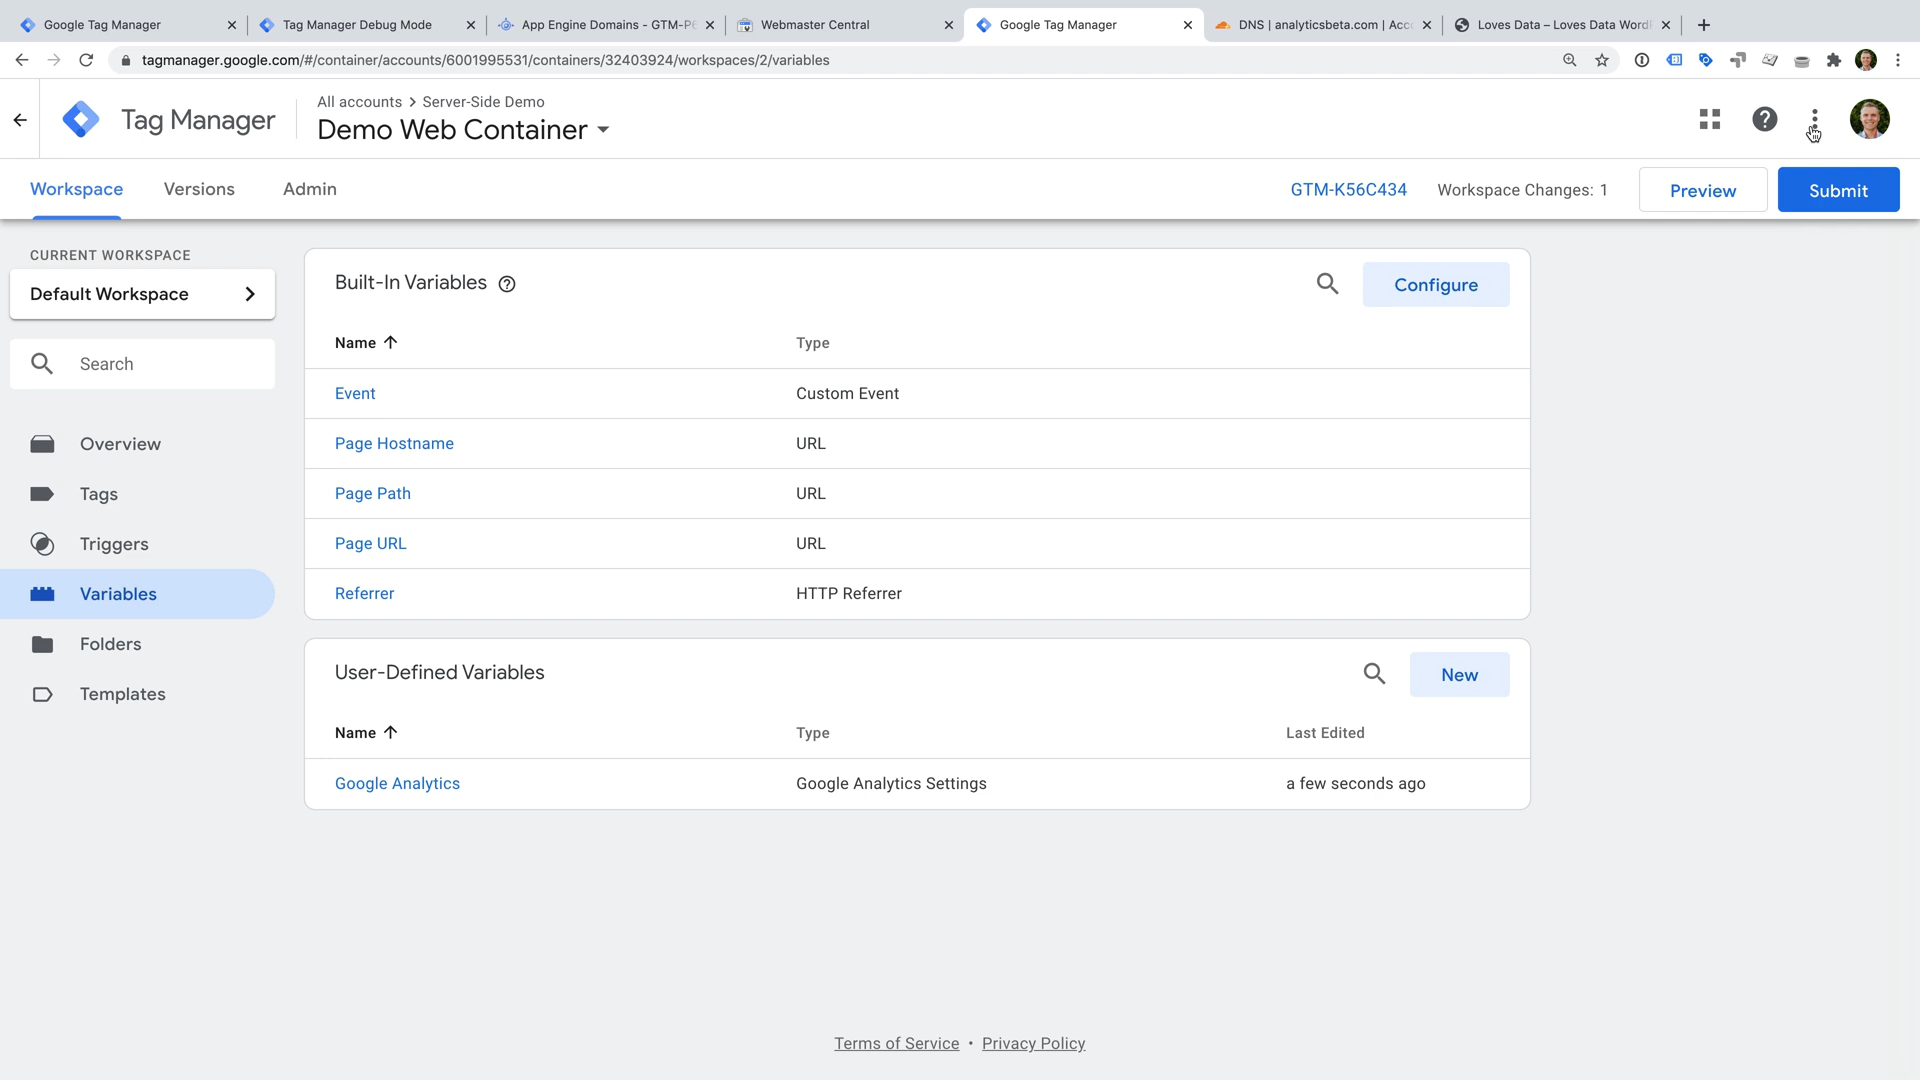 Google Tag Manager
Tag Manager Debug Mode
App Engine Domains - GTM-P6
Webmaster Central
Google Tag Manager
DNS | analyticsbeta.com | Acc
Loves Data – Loves Data Word
tagmanager.google.com/#/container/accounts/6001995531/containers/32403924/workspaces/2/variables
Tag Manager
All accounts > Server-Side Demo
Demo Web Container
Workspace
Versions
Admin
GTM-K56C434
Workspace Changes: 1
Preview
Submit
CURRENT WORKSPACE
Default Workspace
Search
Overview
Tags
Triggers
Variables
Folders
Templates
Built-In Variables
Configure
Name Type
Event Custom Event
Page Hostname URL
Page Path URL
Page URL URL
Referrer HTTP Referrer
User-Defined Variables
New
Name Type Last Edited
Google Analytics Google Analytics Settings a few seconds ago
Terms of Service • Privacy Policy